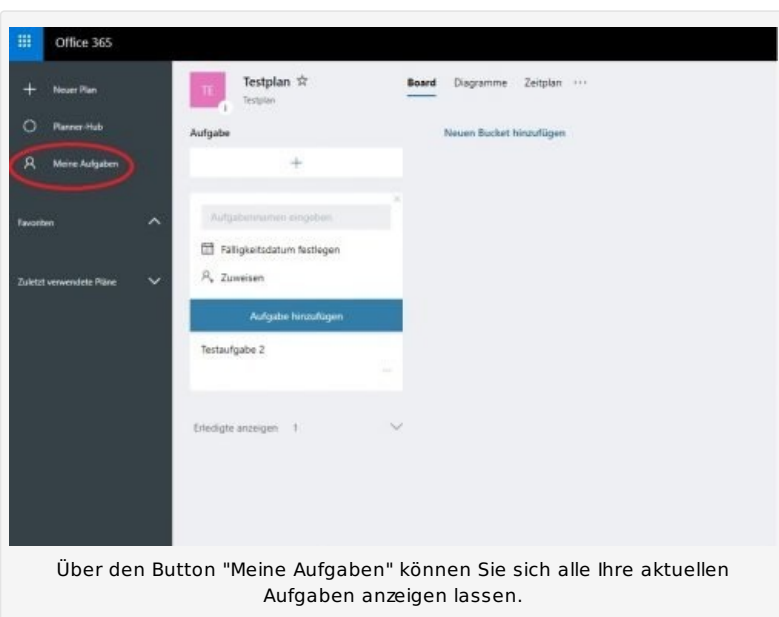 Office 365
Neuer Plan
Planner-Hub
Meine Aufgaben
Favoriten
Zuletzt verwendete Pläne
TE
i
Testplan
Testplan
Board Diagramme Zeitplan ...
Aufgabe
Neuen Bucket hinzufügen
+
Aufgabennamen eingeben
Fälligkeitsdatum festlegen
Zuweisen
Aufgabe hinzufügen
Testaufgabe 2
...
Erledigte anzeigen 1
Über den Button "Meine Aufgaben" können Sie sich alle Ihre aktuellen
Aufgaben anzeigen lassen.